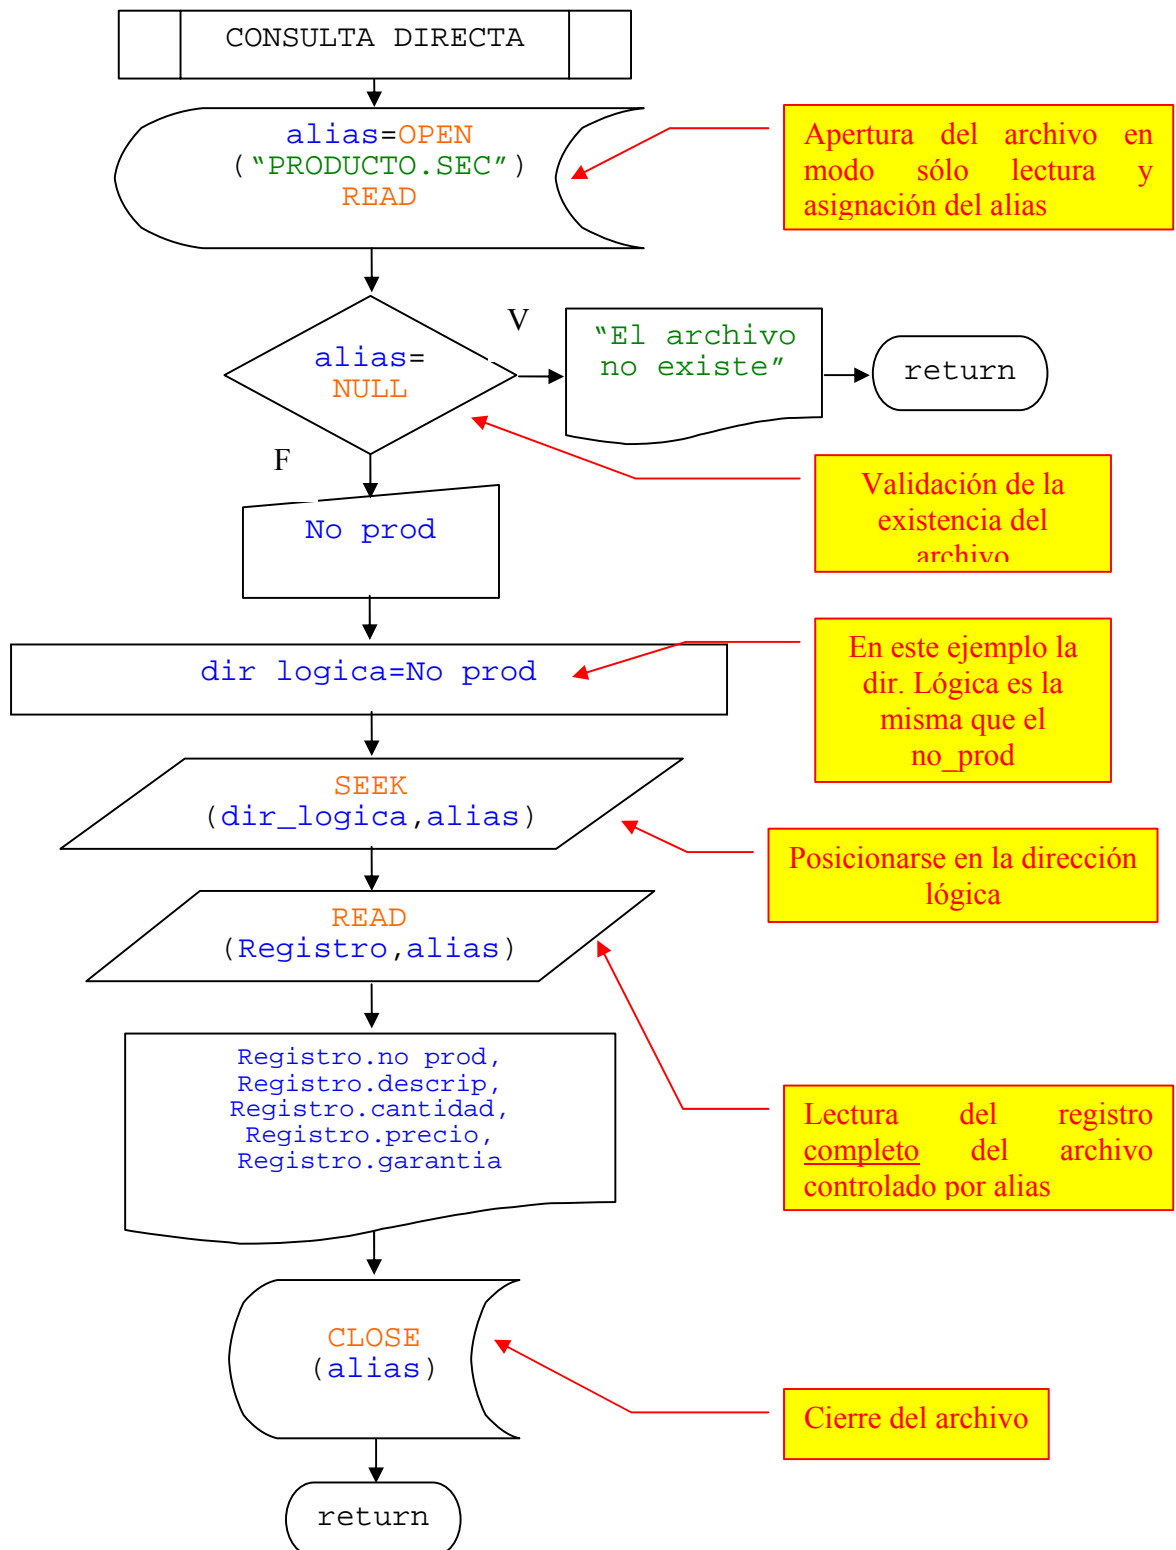 CONSULTA DIRECTA
alias=OPEN
(“PRODUCTO.SEC”)
READ
Apertura del archivo en
modo sólo lectura y
asignación del alias
alias=
NULL
V
“El archivo
no existe”
return
F
Validación de la
existencia del
archivo
No prod
dir logica=No prod
En este ejemplo la
dir. Lógica es la
misma que el
no_prod
SEEK
(dir_logica,alias)
Posicionarse en la dirección
lógica
READ
(Registro,alias)
Registro.no prod,
Registro.descrip,
Registro.cantidad,
Registro.precio,
Registro.garantia
Lectura del registro
completo del archivo
controlado por alias
CLOSE
(alias)
Cierre del archivo
return